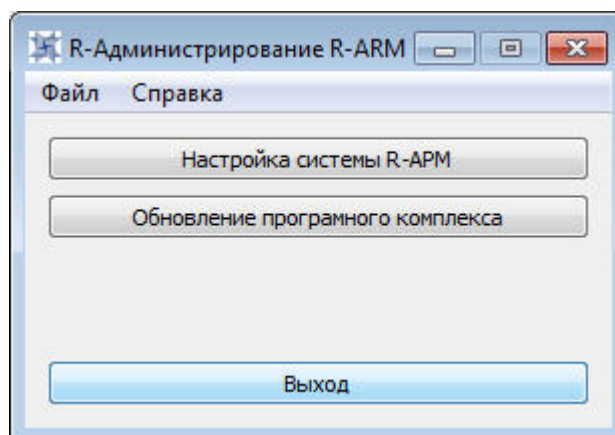 R-Администрирование R-ARM
Файл Справка
Настройка системы R-АРМ
Обновление програмного комплекса
Выход